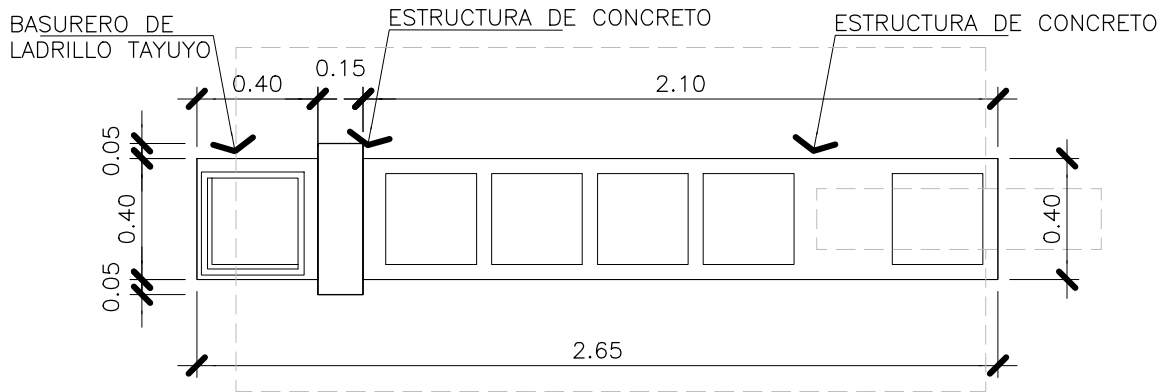 BASURERO DE
LADRILLO TAYUYO
ESTRUCTURA DE CONCRETO
ESTRUCTURA DE CONCRETO
0.40
0.15
2.10
0.05
0.40
0.05
0.40
2.65